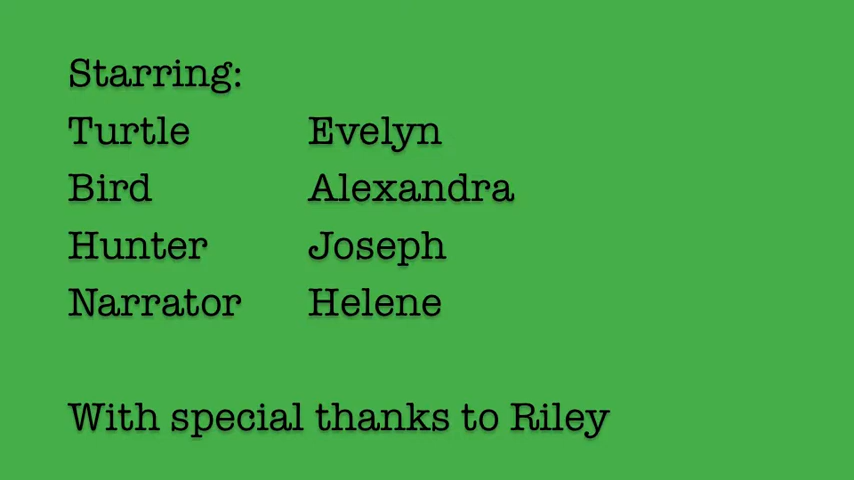 Starring:
Turtle Evelyn
Bird Alexandra
Hunter Joseph
Narrator Helene
With special thanks to Riley